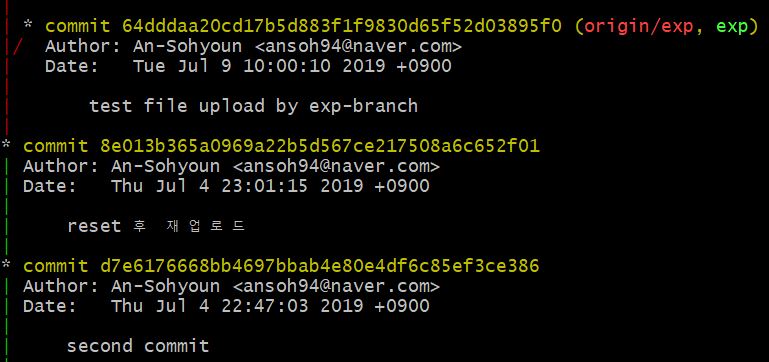 * commit 64dddaa20cd17b5d883f1f9830d65f52d03895f0 (origin/exp, exp)
Author: An-Sohyoun <ansoh94@naver.com>
Date:   Tue Jul 9 10:00:10 2019 +0900
test file upload by exp-branch
* commit 8e013b365a0969a22b5d567ce217508a6c652f01
Author: An-Sohyoun <ansoh94@naver.com>
Date:   Thu Jul 4 23:01:15 2019 +0900
reset 후 재업로드
* commit d7e6176668bb4697bbab4e80e4df6c85ef3ce386
Author: An-Sohyoun <ansoh94@naver.com>
Date:   Thu Jul 4 22:47:03 2019 +0900
second commit